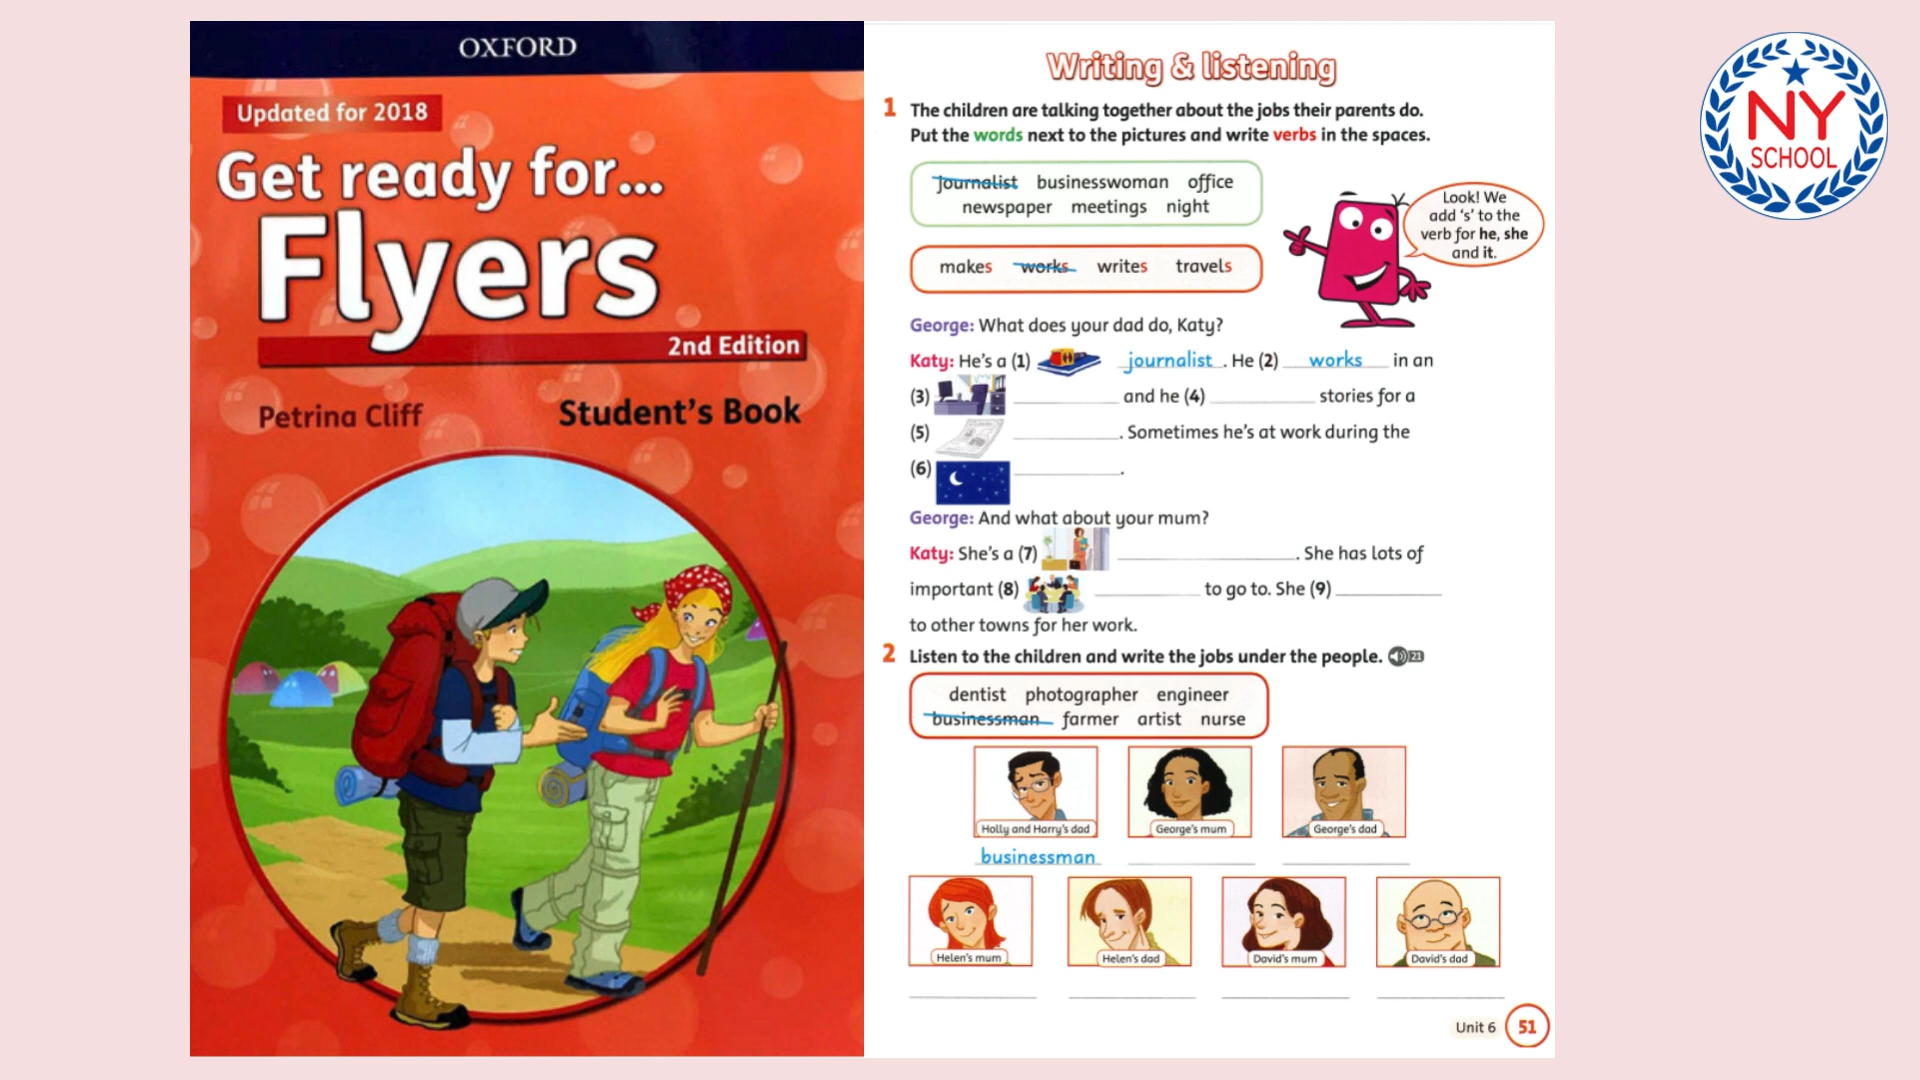 OXFORD
Updated for 2018
Get ready for...
Flyers
2nd Edition
Petrina Cliff
Student's Book
Writing & listening
1 The children are talking together about the jobs their parents do.
Put the words next to the pictures and write verbs in the spaces.
journalist businesswoman office
newspaper meetings night
makes works writes travels
Look! We
add 's' to the
verb for he, she
and it.
George: What does your dad do, Katy?
Katy: He's a (1) journalist. He (2) works in an
(3) ____ and he (4) ____ stories for a
(5) ____. Sometimes he's at work during the
(6) ____.
George: And what about your mum?
Katy: She's a (7) ____. She has lots of
important (8) ____ to go to. She (9) ____
to other towns for her work.
2 Listen to the children and write the jobs under the people. 21
dentist photographer engineer
businessman farmer artist nurse
Holly and Harry's dad
George's mum
George's dad
businessman
Helen's mum
Helen's dad
David's mum
David's dad
Unit 6 51
NY
SCHOOL